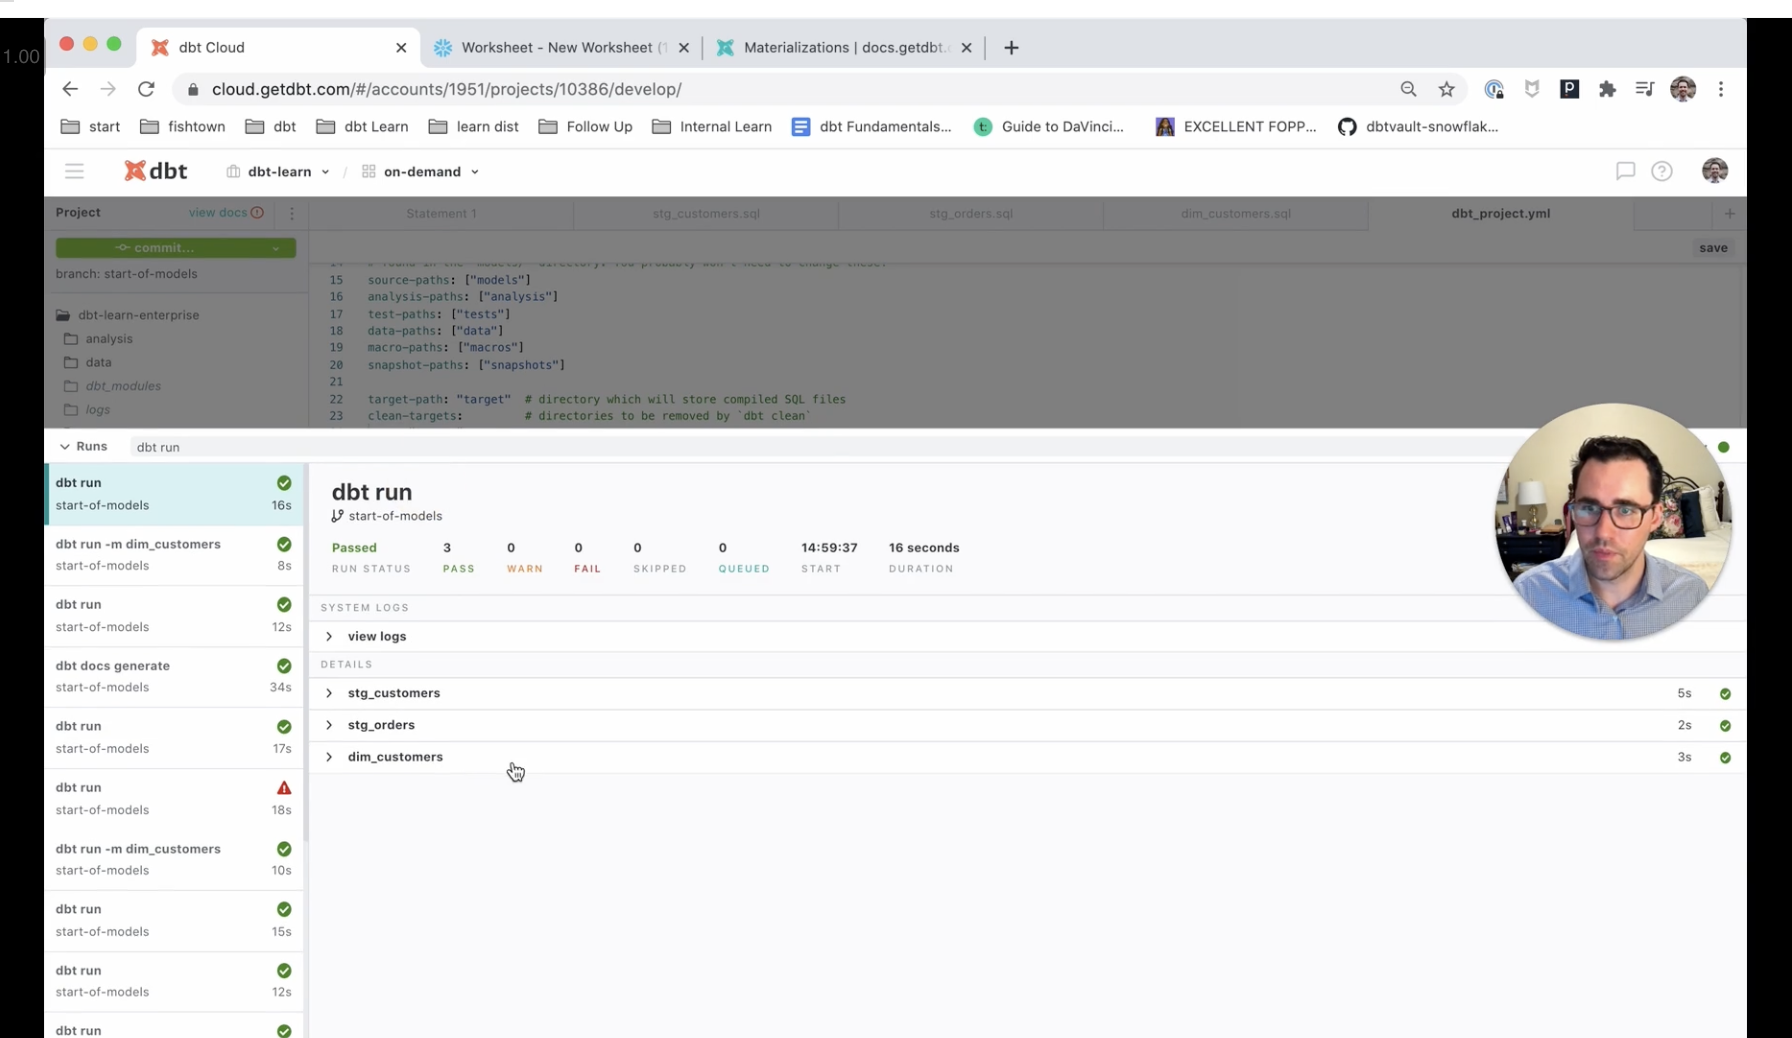 1.00
dbt Cloud
Worksheet - New Worksheet (1
Materializations | docs.getdbt.
cloud.getdbt.com/#/accounts/1951/projects/10386/develop/
start
fishtown
dbt
dbt Learn
learn dist
Follow Up
Internal Learn
dbt Fundamentals...
Guide to DaVinci...
EXCELLENT FOPP...
dbtvault-snowflak...
dbt
dbt-learn
/
on-demand
Project
view docs
Statement 1
stg_customers.sql
stg_orders.sql
dim_customers.sql
dbt_project.yml
commit...
save
branch: start-of-models
15 source-paths: ["models"]
16 analysis-paths: ["analysis"]
17 test-paths: ["tests"]
18 data-paths: ["data"]
19 macro-paths: ["macros"]
20 snapshot-paths: ["snapshots"]
21
22 target-path: "target" # directory which will store compiled SQL files
23 clean-targets: # directories to be removed by `dbt clean`
dbt-learn-enterprise
analysis
data
dbt_modules
logs
Runs
dbt run
dbt run
start-of-models 16s
dbt run -m dim_customers
start-of-models 8s
dbt run
start-of-models 12s
dbt docs generate
start-of-models 34s
dbt run
start-of-models 17s
dbt run
start-of-models 18s
dbt run -m dim_customers
start-of-models 10s
dbt run
start-of-models 15s
dbt run
start-of-models 12s
dbt run
dbt run
start-of-models
Passed 3 0 0 0 0 14:59:37 16 seconds
RUN STATUS PASS WARN FAIL SKIPPED QUEUED START DURATION
SYSTEM LOGS
view logs
DETAILS
stg_customers 5s
stg_orders 2s
dim_customers 3s